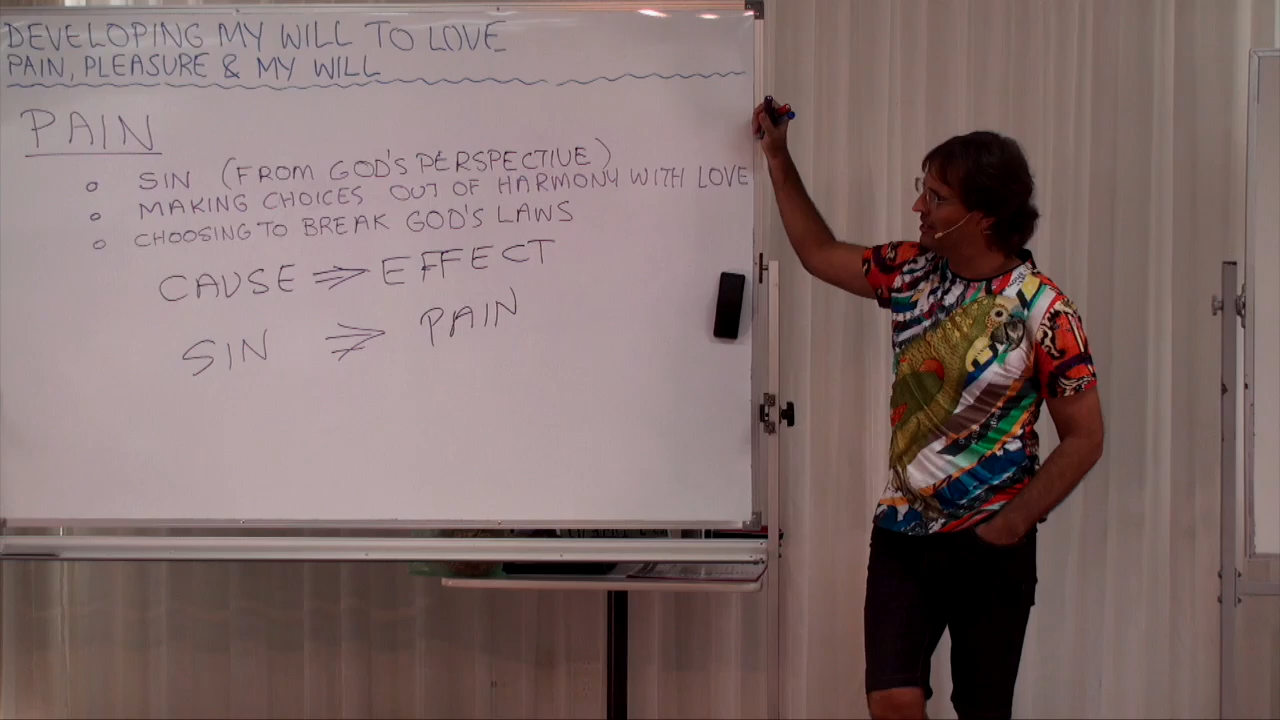 DEVELOPING MY WILL TO LOVE
PAIN, PLEASURE & MY WILL
PAIN
○ SIN (FROM GOD'S PERSPECTIVE)
○ MAKING CHOICES OUT OF HARMONY WITH LOVE
○ CHOOSING TO BREAK GOD'S LAWS
CAUSE ⇒ EFFECT
SIN ⇒ PAIN